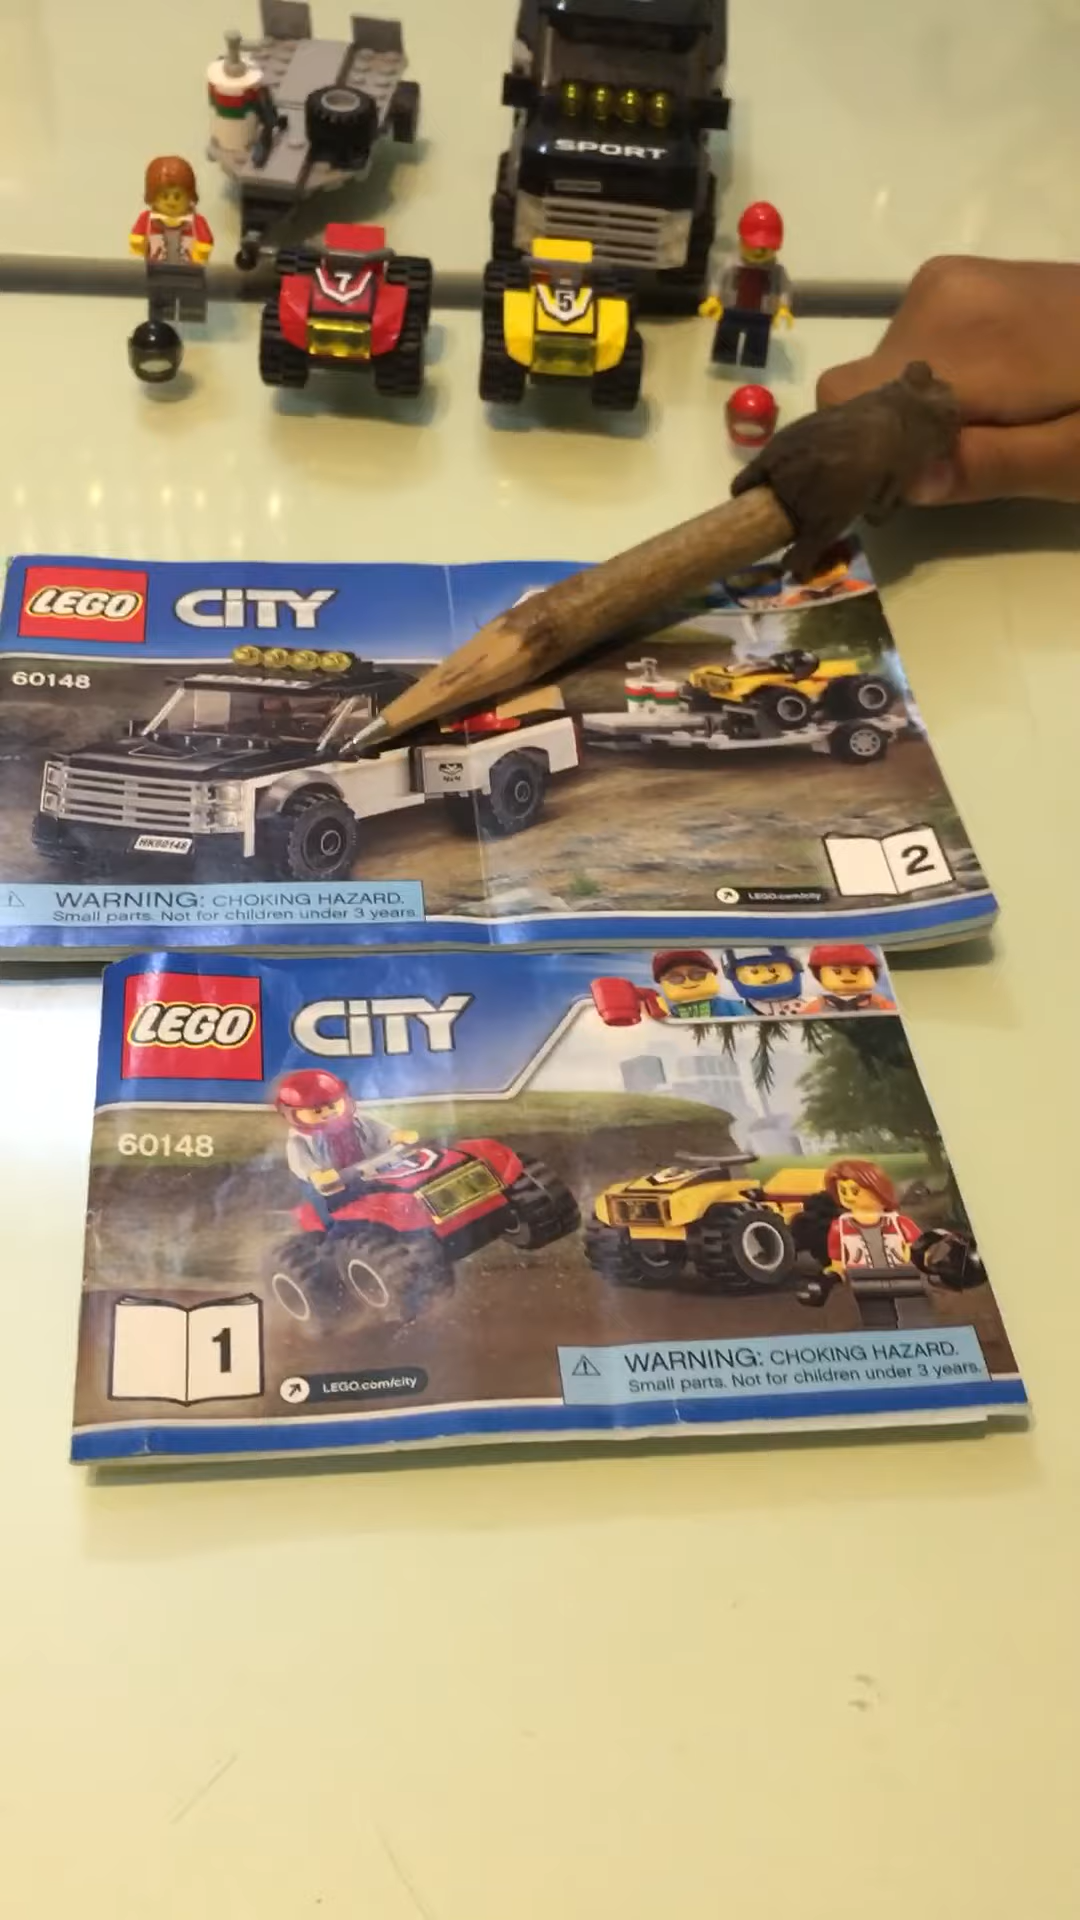 SPORT
7
5
LEGO CITY
60148
SPORT
4x4
HK60148
2
WARNING: CHOKING HAZARD.
Small parts. Not for children under 3 years.
LEGO.com/city
LEGO CITY
60148
1
LEGO.com/city
WARNING: CHOKING HAZARD.
Small parts. Not for children under 3 years.